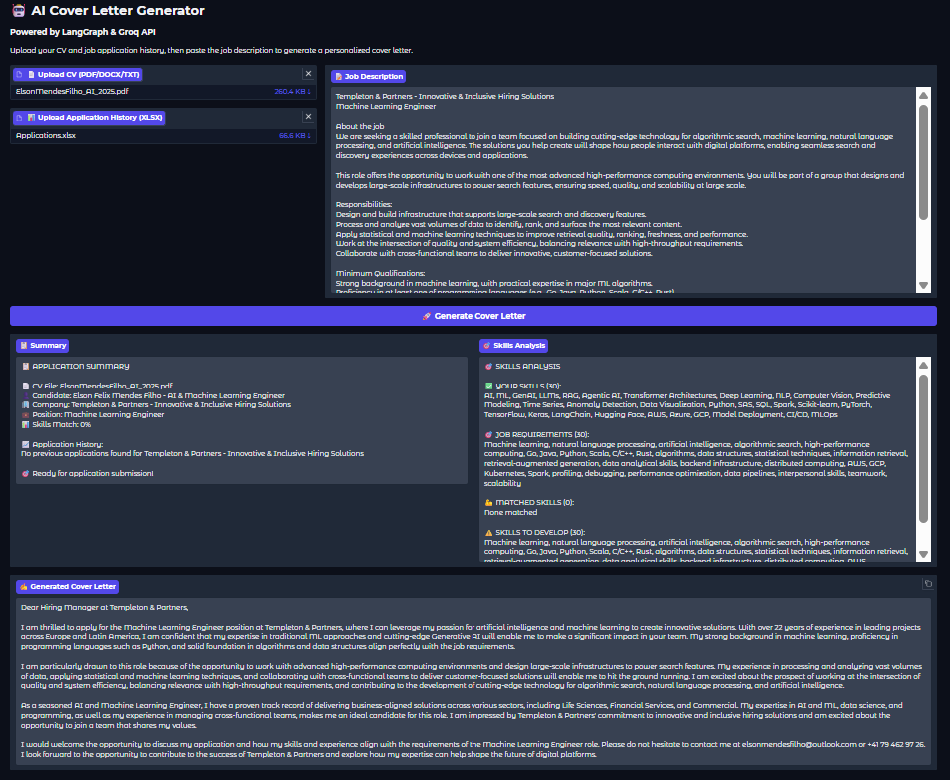 AI Cover Letter Generator
Powered by LangGraph & Groq API
Upload your CV and job application history, then paste the job description to generate a personalized cover letter.
Upload CV (PDF/DOCX/TXT)
ElsonMendesFilho_AI_2025.pdf 260.4 KB ↓
Upload Application History (XLSX)
Applications.xlsx 66.6 KB ↓
Job Description
Templeton & Partners - Innovative & Inclusive Hiring Solutions
Machine Learning Engineer
About the job
We are seeking a skilled professional to join a team focused on building cutting-edge technology for algorithmic search, machine learning, natural language
processing, and artificial intelligence. The solutions you help create will shape how people interact with digital platforms, enabling seamless search and
discovery experiences across devices and applications.
This role offers the opportunity to work with one of the most advanced high-performance computing environments. You will be part of a group that designs and
develops large-scale infrastructures to power search features, ensuring speed, quality, and scalability at large scale.
Responsibilities:
Design and build infrastructure that supports large-scale search and discovery features.
Process and analyze vast volumes of data to identify, rank, and surface the most relevant content.
Apply statistical and machine learning techniques to improve retrieval quality, ranking, freshness, and performance.
Work at the intersection of quality and system efficiency, balancing relevance with high-throughput requirements.
Collaborate with cross-functional teams to deliver innovative, customer-focused solutions.
Minimum Qualifications:
Strong background in machine learning, with practical expertise in major ML algorithms.
Proficiency in at least one of programming languages (e.g., Go, Java, Python, Scala, C/C++, Rust)
Generate Cover Letter
Summary
APPLICATION SUMMARY
CV File: ElsonMendesFilho_AI_2025.pdf
Candidate: Elson Felix Mendes Filho - AI & Machine Learning Engineer
Company: Templeton & Partners - Innovative & Inclusive Hiring Solutions
Position: Machine Learning Engineer
Skills Match: 0%
Application History:
No previous applications found for Templeton & Partners - Innovative & Inclusive Hiring Solutions
Ready for application submission!
Skills Analysis
SKILLS ANALYSIS
YOUR SKILLS (30):
AI, ML, GenAI, LLMs, RAG, Agentic AI, Transformer Architectures, Deep Learning, NLP, Computer Vision, Predictive
Modeling, Time Series, Anomaly Detection, Data Visualization, Python, SAS, SQL, Spark, Scikit-learn, PyTorch,
TensorFlow, Keras, LangChain, Hugging Face, AWS, Azure, GCP, Model Deployment, CI/CD, MLOps
JOB REQUIREMENTS (30):
Machine learning, natural language processing, artificial intelligence, algorithmic search, high-performance
computing, Go, Java, Python, Scala, C/C++, Rust, algorithms, data structures, statistical techniques, information retrieval,
retrieval-augmented generation, data analytical skills, backend infrastructure, distributed computing, AWS, GCP,
Kubernetes, Spark, profiling, debugging, performance optimization, data pipelines, interpersonal skills, teamwork,
scalability
MATCHED SKILLS (0):
None matched
SKILLS TO DEVELOP (30):
Machine learning, natural language processing, artificial intelligence, algorithmic search, high-performance
computing, Go, Java, Python, Scala, C/C++, Rust, algorithms, data structures, statistical techniques, information retrieval,
retrieval-augmented generation, data analytical skills, backend infrastructure, distributed computing, AWS
Generated Cover Letter
Dear Hiring Manager at Templeton & Partners,
I am thrilled to apply for the Machine Learning Engineer position at Templeton & Partners, where I can leverage my passion for artificial intelligence and machine learning to create innovative solutions. With over 22 years of experience in leading projects
across Europe and Latin America, I am confident that my expertise in traditional ML approaches and cutting-edge Generative AI will enable me to make a significant impact in your team. My strong background in machine learning, proficiency in
programming languages such as Python, and solid foundation in algorithms and data structures align perfectly with the job requirements.
I am particularly drawn to this role because of the opportunity to work with advanced high-performance computing environments and design large-scale infrastructures to power search features. My experience in processing and analyzing vast volumes
of data, applying statistical and machine learning techniques, and collaborating with cross-functional teams to deliver customer-focused solutions will enable me to hit the ground running. I am excited about the prospect of working at the intersection of
quality and system efficiency, balancing relevance with high-throughput requirements, and contributing to the development of cutting-edge technology for algorithmic search, natural language processing, and artificial intelligence.
As a seasoned AI and Machine Learning Engineer, I have a proven track record of delivering business-aligned solutions across various sectors, including Life Sciences, Financial Services, and Commercial. My expertise in AI and ML, data science, and
programming, as well as my experience in managing cross-functional teams, makes me an ideal candidate for this role. I am impressed by Templeton & Partners' commitment to innovative and inclusive hiring solutions and am excited about the
opportunity to join a team that shares my values.
I would welcome the opportunity to discuss my application and how my skills and experience align with the requirements of the Machine Learning Engineer role. Please do not hesitate to contact me at elsonmendesfilho@outlook.com or +41 79 462 97 26.
I look forward to the opportunity to contribute to the success of Templeton & Partners and explore how my expertise can help shape the future of digital platforms.